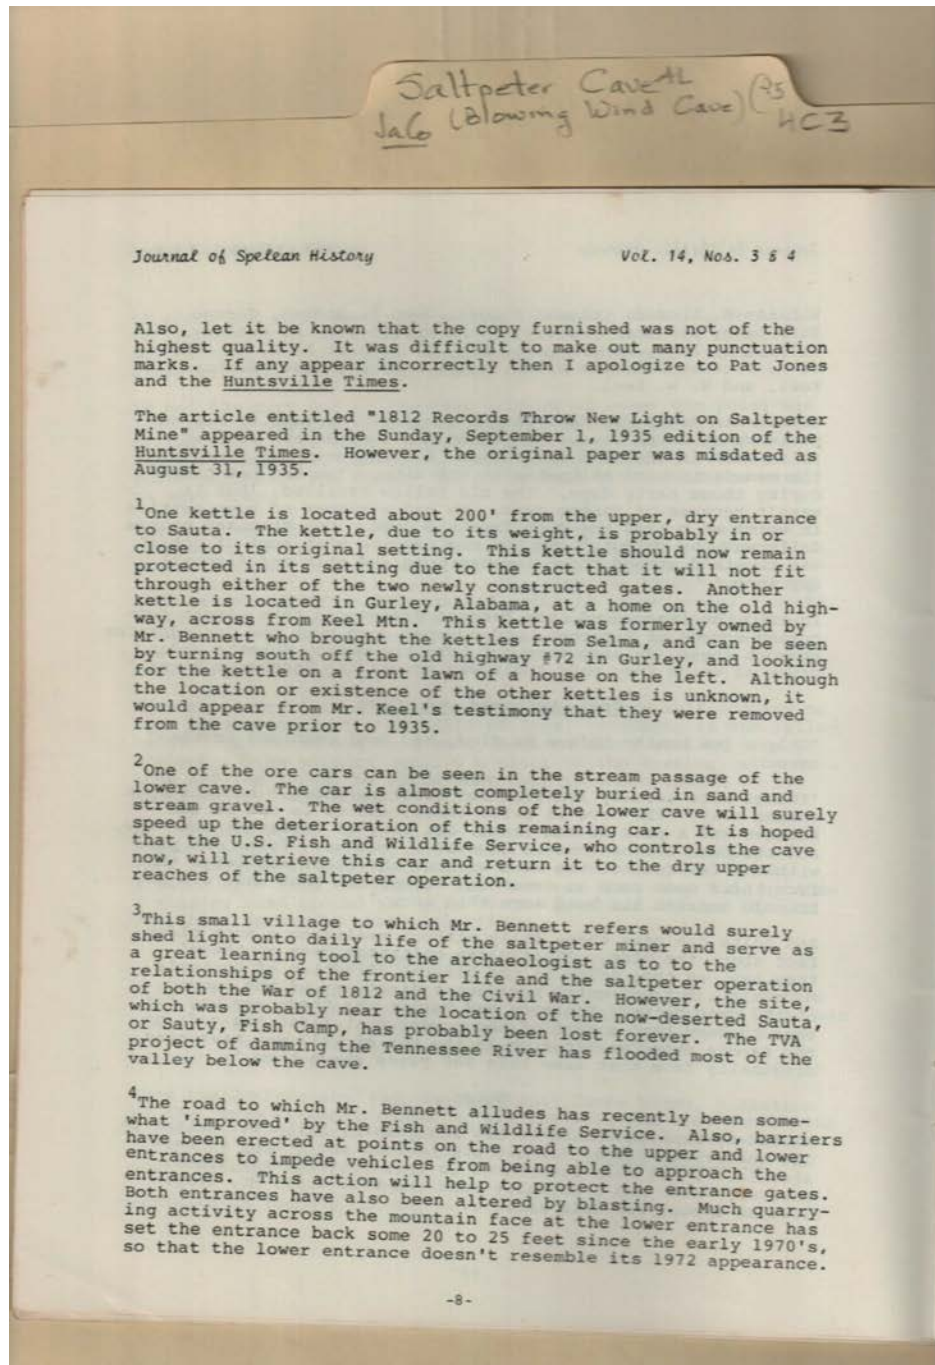 Saltpeter Cave AL
JaCo (Blowing Wind Cave) (
HC3
Journal of Spelean History
Vol. 14, Nos. 3 & 4
Also, let it be known that the copy furnished was not of the
highest quality. It was difficult to make out many punctuation
marks. If any appear incorrectly then I apologize to Pat Jones
and the Huntsville Times.
The article entitled "1812 Records Throw New Light on Saltpeter
Mine" appeared in the Sunday, September 1, 1935 edition of the
Huntsville Times. However, the original paper was misdated as
August 31, 1935.
1One kettle is located about 200' from the upper, dry entrance
to Sauta. The kettle, due to its weight, is probably in or
close to its original setting. This kettle should now remain
protected in its setting due to the fact that it will not fit
through either of the two newly constructed gates. Another
kettle is located in Gurley, Alabama, at a home on the old high-
way, across from Keel Mtn. This kettle was formerly owned by
Mr. Bennett who brought the kettles from Selma, and can be seen
by turning south off the old highway #72 in Gurley, and looking
for the kettle on a front lawn of a house on the left. Although
the location or existence of the other kettles is unknown, it
would appear from Mr. Keel's testimony that they were removed
from the cave prior to 1935.
2One of the ore cars can be seen in the stream passage of the
lower cave. The car is almost completely buried in sand and
stream gravel. The wet conditions of the lower cave will surely
speed up the deterioration of this remaining car. It is hoped
that the U.S. Fish and Wildlife Service, who controls the cave
now, will retrieve this car and return it to the dry upper
reaches of the saltpeter operation.
3This small village to which Mr. Bennett refers would surely
shed light onto daily life of the saltpeter miner and serve as
a great learning tool to the archaeologist as to to the
relationships of the frontier life and the saltpeter operation
of both the War of 1812 and the Civil War. However, the site,
which was probably near the location of the now-deserted Sauta,
or Sauty, Fish Camp, has probably been lost forever. The TVA
project of damming the Tennessee River has flooded most of the
valley below the cave.
4The road to which Mr. Bennett alludes has recently been some-
what 'improved' by the Fish and Wildlife Service. Also, barriers
have been erected at points on the road to the upper and lower
entrances to impede vehicles from being able to approach the
entrances. This action will help to protect the entrance gates.
Both entrances have also been altered by blasting. Much quarry-
ing activity across the mountain face at the lower entrance has
set the entrance back some 20 to 25 feet since the early 1970's,
so that the lower entrance doesn't resemble its 1972 appearance.
-8-